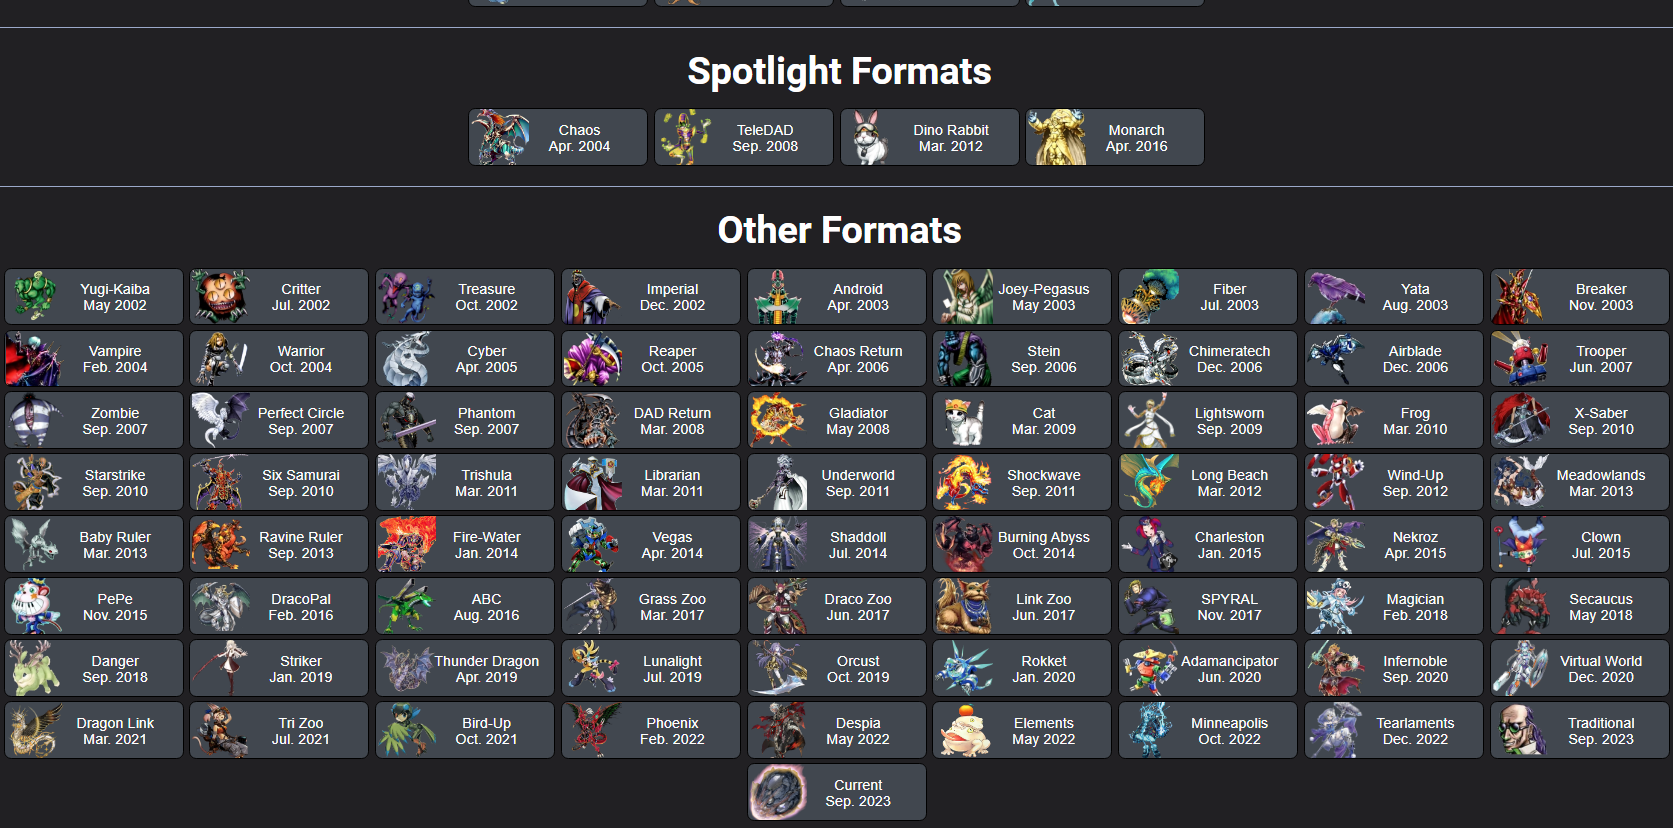 Spotlight Formats
Chaos
Apr. 2004
TeleDAD
Sep. 2008
Dino Rabbit
Mar. 2012
Monarch
Apr. 2016
Other Formats
Yugi-Kaiba
May 2002
Critter
Jul. 2002
Treasure
Oct. 2002
Imperial
Dec. 2002
Android
Apr. 2003
Joey-Pegasus
May 2003
Fiber
Jul. 2003
Yata
Aug. 2003
Breaker
Nov. 2003
Vampire
Feb. 2004
Warrior
Oct. 2004
Cyber
Apr. 2005
Reaper
Oct. 2005
Chaos Return
Apr. 2006
Stein
Sep. 2006
Chimeratech
Dec. 2006
Airblade
Dec. 2006
Trooper
Jun. 2007
Zombie
Sep. 2007
Perfect Circle
Sep. 2007
Phantom
Sep. 2007
DAD Return
Mar. 2008
Gladiator
May 2008
Cat
Mar. 2009
Lightsworn
Sep. 2009
Frog
Mar. 2010
X-Saber
Sep. 2010
Starstrike
Sep. 2010
Six Samurai
Sep. 2010
Trishula
Mar. 2011
Librarian
Mar. 2011
Underworld
Sep. 2011
Shockwave
Sep. 2011
Long Beach
Mar. 2012
Wind-Up
Sep. 2012
Meadowlands
Mar. 2013
Baby Ruler
Mar. 2013
Ravine Ruler
Sep. 2013
Fire-Water
Jan. 2014
Vegas
Apr. 2014
Shaddoll
Jul. 2014
Burning Abyss
Oct. 2014
Charleston
Jan. 2015
Nekroz
Apr. 2015
Clown
Jul. 2015
PePe
Nov. 2015
DracoPal
Feb. 2016
ABC
Aug. 2016
Grass Zoo
Mar. 2017
Draco Zoo
Jun. 2017
Link Zoo
Jun. 2017
SPYRAL
Nov. 2017
Magician
Feb. 2018
Secaucus
May 2018
Danger
Sep. 2018
Striker
Jan. 2019
Thunder Dragon
Apr. 2019
Lunalight
Jul. 2019
Orcust
Oct. 2019
Rokket
Jan. 2020
Adamancipator
Jun. 2020
Infernoble
Sep. 2020
Virtual World
Dec. 2020
Dragon Link
Mar. 2021
Tri Zoo
Jul. 2021
Bird-Up
Oct. 2021
Phoenix
Feb. 2022
Despia
May 2022
Elements
May 2022
Minneapolis
Oct. 2022
Tearlaments
Dec. 2022
Traditional
Sep. 2023
Current
Sep. 2023